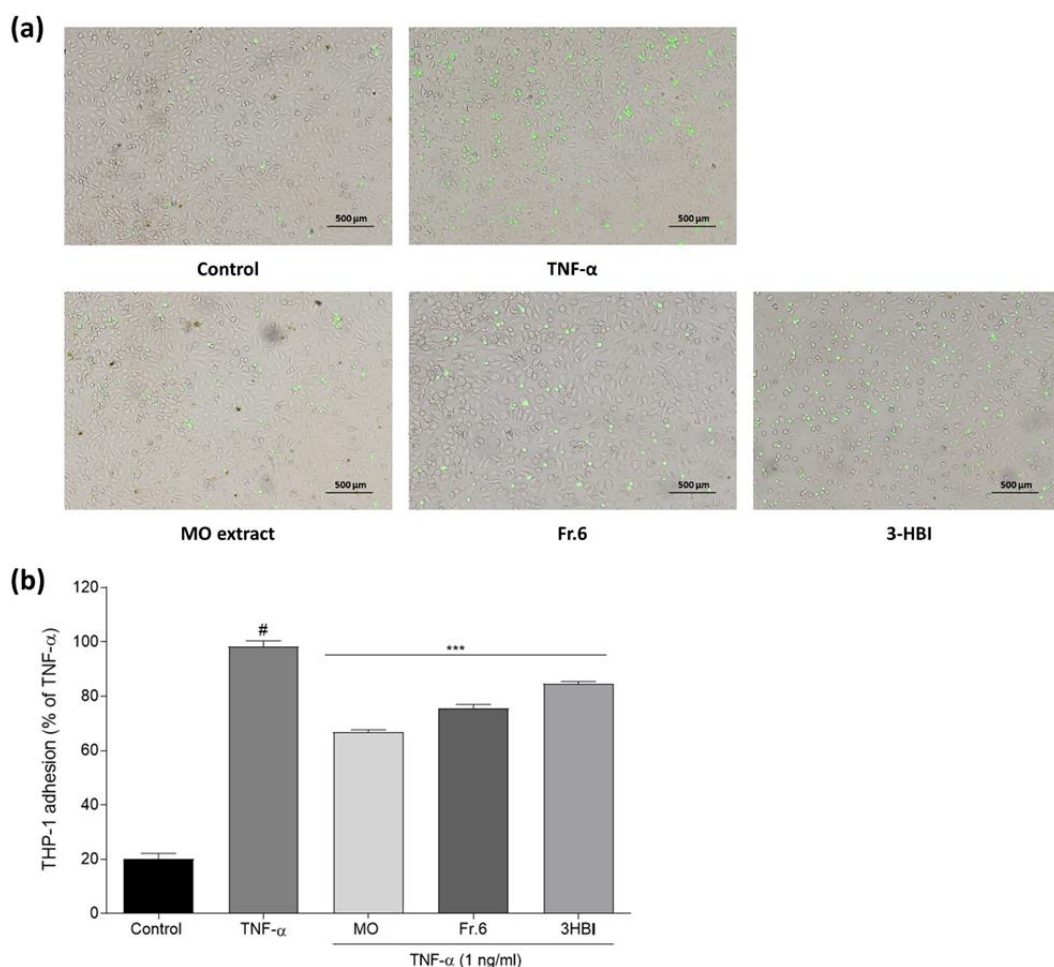 (a)
500 µm
500 µm
Control
TNF-α
500 µm
500 µm
500 µm
MO extract
Fr.6
3-HBI
(b)
THP-1 adhesion (% of TNF-α)
120
100
80
60
40
20
0
#
***
Control
TNF-α
MO
Fr.6
3HBI
TNF-α (1 ng/ml)